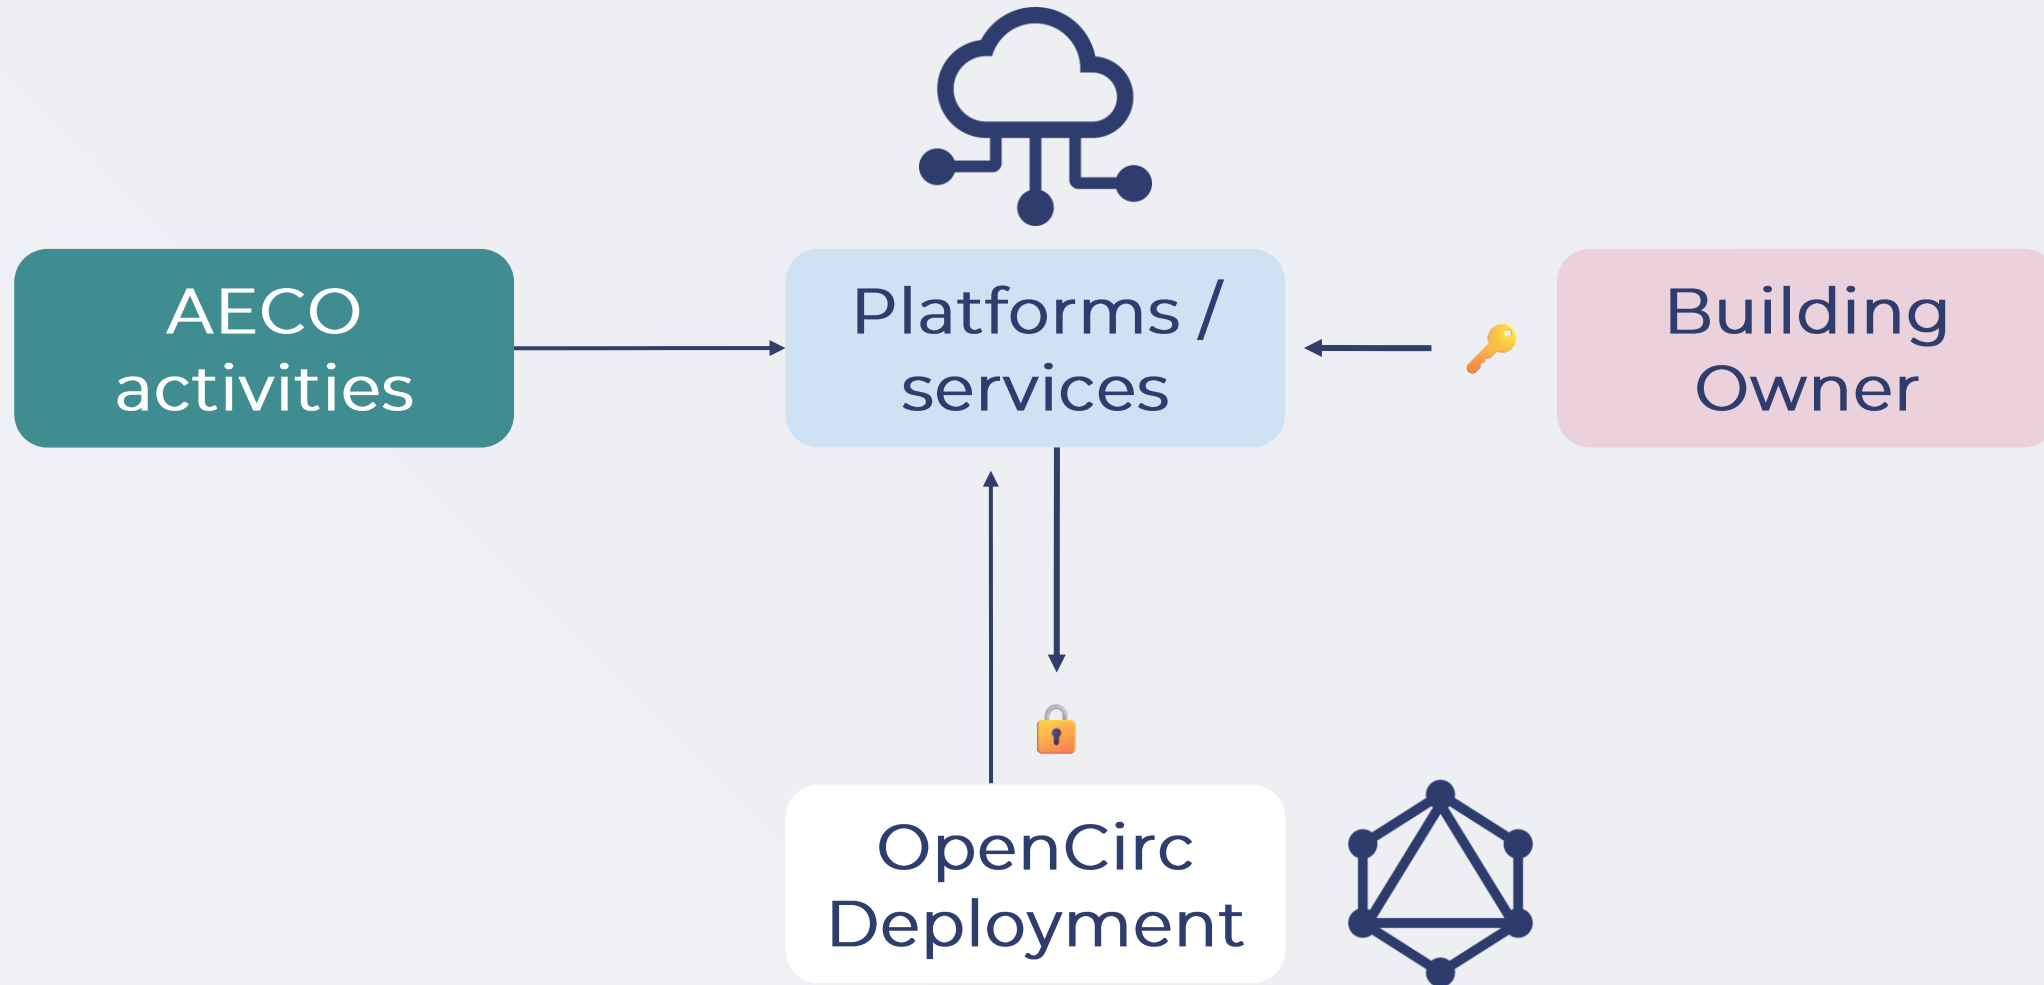 AECO
activities
Platforms /
services
Building
Owner
OpenCirc
Deployment